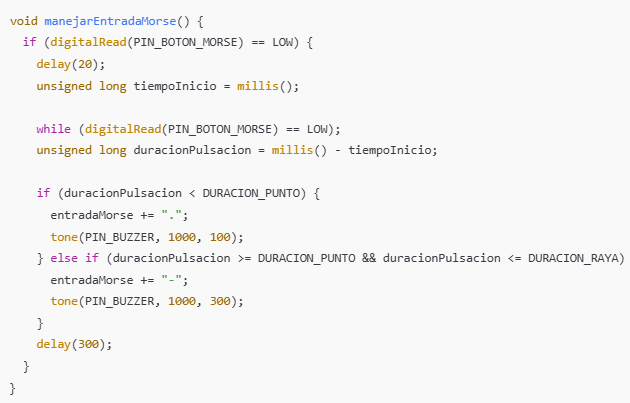 void manejarEntradaMorse() {
  if (digitalRead(PIN_BOTON_MORSE) == LOW) {
    delay(20);
    unsigned long tiempoInicio = millis();

    while (digitalRead(PIN_BOTON_MORSE) == LOW);
    unsigned long duracionPulsacion = millis() - tiempoInicio;

    if (duracionPulsacion < DURACION_PUNTO) {
      entradaMorse += ".";
      tone(PIN_BUZZER, 1000, 100);
    } else if (duracionPulsacion >= DURACION_PUNTO && duracionPulsacion <= DURACION_RAYA)
      entradaMorse += "-";
      tone(PIN_BUZZER, 1000, 300);
    }
    delay(300);
  }
}